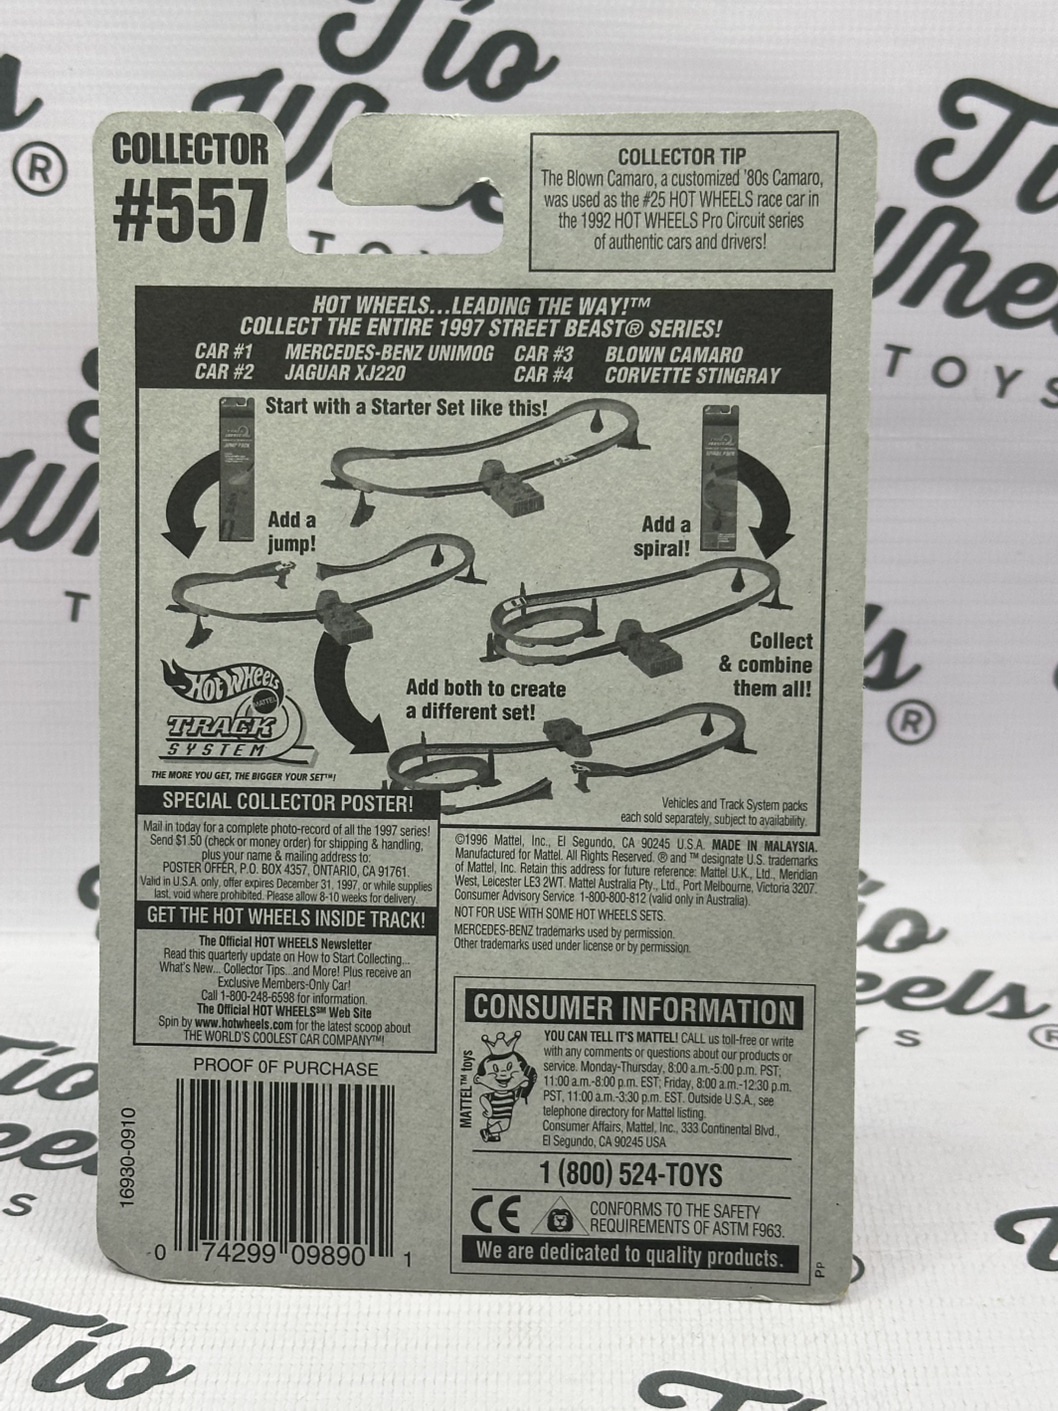 Tío
Wheels
®
TOYS
COLLECTOR
#557
COLLECTOR TIP
The Blown Camaro, a customized '80s Camaro,
was used as the #25 HOT WHEELS race car in
the 1992 HOT WHEELS Pro Circuit series
of authentic cars and drivers!
HOT WHEELS...LEADING THE WAY!™
COLLECT THE ENTIRE 1997 STREET BEAST® SERIES!
CAR #1 MERCEDES-BENZ UNIMOG CAR #3 BLOWN CAMARO
CAR #2 JAGUAR XJ220 CAR #4 CORVETTE STINGRAY
Start with a Starter Set like this!
JUMP PACK
SPIRAL PACK
Add a
jump!
Add a
spiral!
Collect
& combine
them all!
Add both to create
a different set!
Hot Wheels
MATTEL
TRACK
SYSTEM
THE MORE YOU GET, THE BIGGER YOUR SET™!
Vehicles and Track System packs
each sold separately, subject to availability.
SPECIAL COLLECTOR POSTER!
Mail in today for a complete photo-record of all the 1997 series!
Send $1.50 (check or money order) for shipping & handling,
plus your name & mailing address to:
POSTER OFFER, P.O. BOX 4357, ONTARIO, CA 91761.
Valid in U.S.A. only, offer expires December 31, 1997, or while supplies
last, void where prohibited. Please allow 8-10 weeks for delivery.
GET THE HOT WHEELS INSIDE TRACK!
The Official HOT WHEELS Newsletter
Read this quarterly update on How to Start Collecting...
What's New... Collector Tips...and More! Plus receive an
Exclusive Members-Only Car!
Call 1-800-248-6598 for information.
The Official HOT WHEELS℠ Web Site
Spin by www.hotwheels.com for the latest scoop about
THE WORLD'S COOLEST CAR COMPANY™!
©1996 Mattel, Inc., El Segundo, CA 90245 U.S.A. MADE IN MALAYSIA.
Manufactured for Mattel. All Rights Reserved. ® and ™ designate U.S. trademarks
of Mattel, Inc. Retain this address for future reference: Mattel U.K., Ltd., Meridian
West, Leicester LE3 2WT. Mattel Australia Pty., Ltd., Port Melbourne, Victoria 3207.
Consumer Advisory Service 1-800-800-812 (valid only in Australia).
NOT FOR USE WITH SOME HOT WHEELS SETS.
MERCEDES-BENZ trademarks used by permission.
Other trademarks used under license or by permission.
CONSUMER INFORMATION
MATTEL™ toys
YOU CAN TELL IT'S MATTEL! CALL us toll-free or write
with any comments or questions about our products or
service. Monday-Thursday, 8:00 a.m.-5:00 p.m. PST;
11:00 a.m.-8:00 p.m. EST; Friday, 8:00 a.m.-12:30 p.m.
PST, 11:00 a.m.-3:30 p.m. EST. Outside U.S.A., see
telephone directory for Mattel listing.
Consumer Affairs, Mattel, Inc., 333 Continental Blvd.,
El Segundo, CA 90245 USA
1 (800) 524-TOYS
CE
CONFORMS TO THE SAFETY
REQUIREMENTS OF ASTM F963.
We are dedicated to quality products.
Pp
PROOF OF PURCHASE
16930-0910
0 74299 09890 1
Tío
Tío